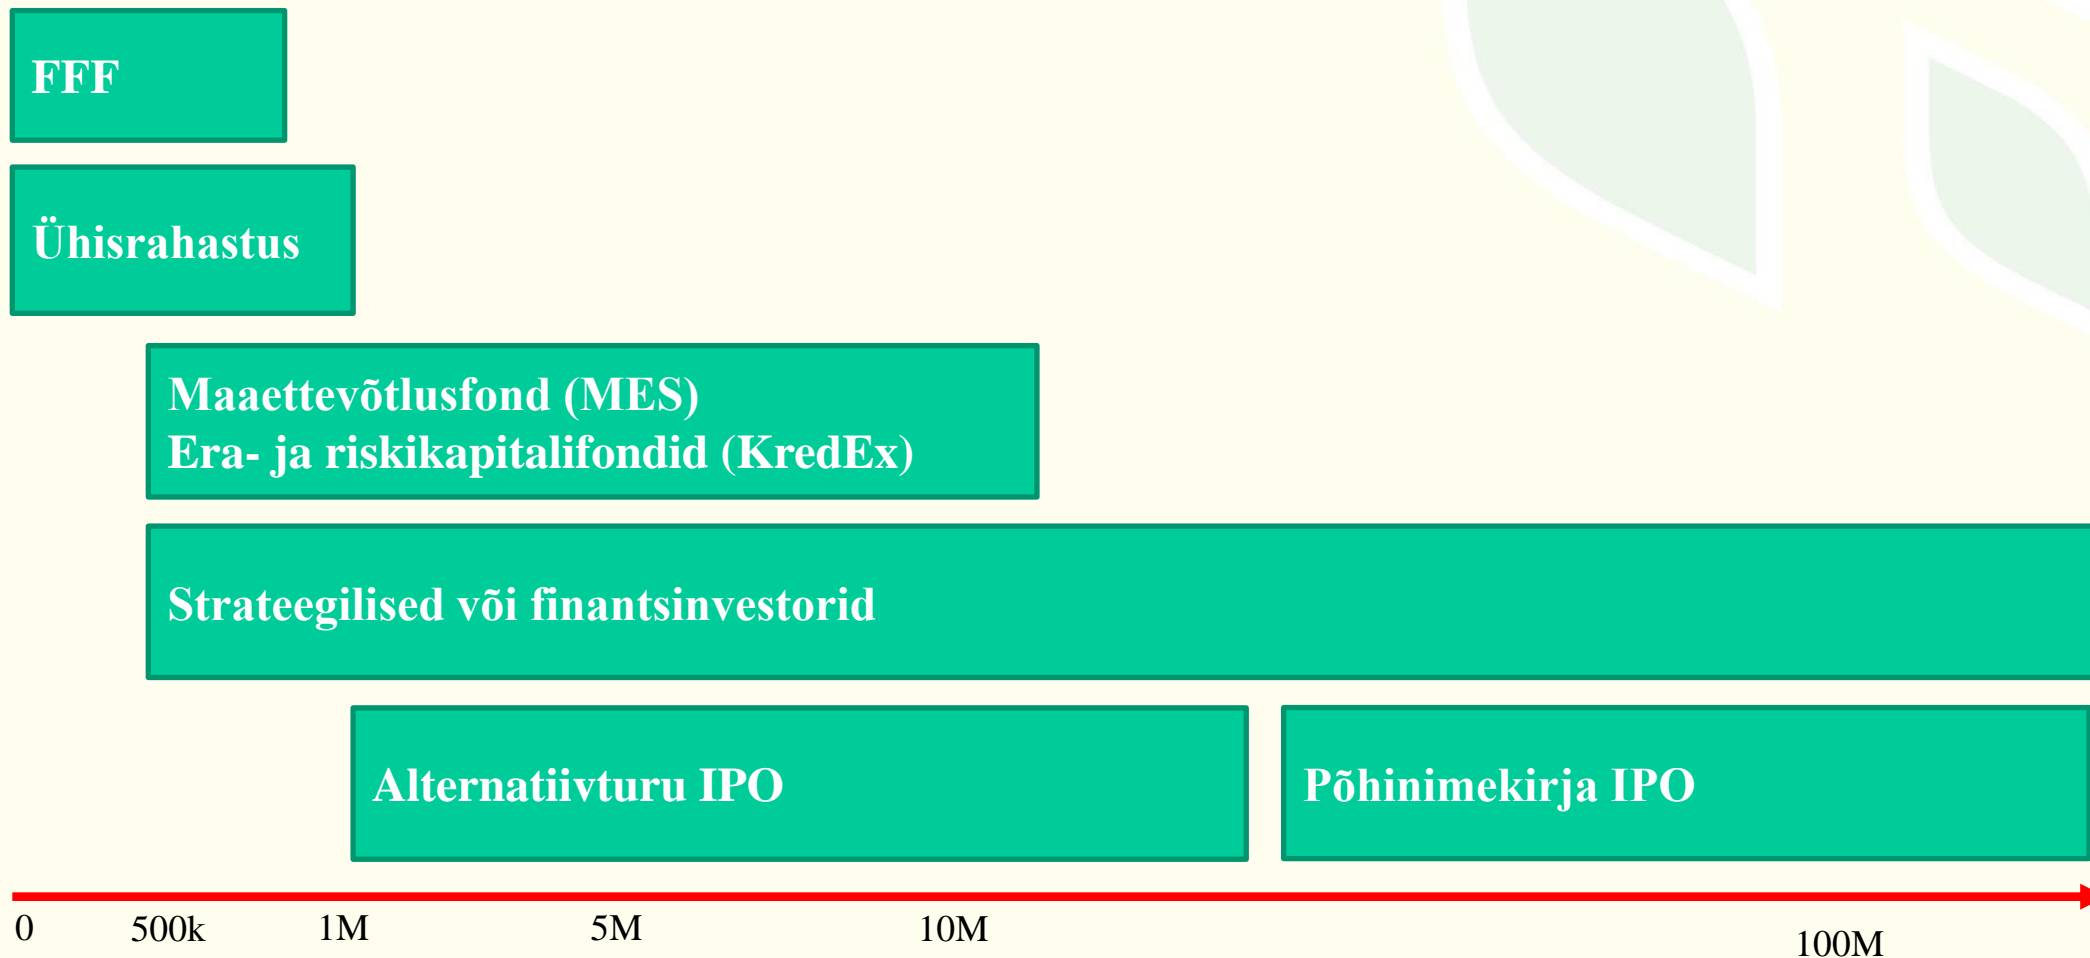 FFF
Ühisrahastus
Maaettevõtlusfond (MES)
Era- ja riskikapitalifondid (KredEx)
Strateegilised või finantsinvestorid
Alternatiivturu IPO
Põhinimekirja IPO
0
500k
1M
5M
10M
100M